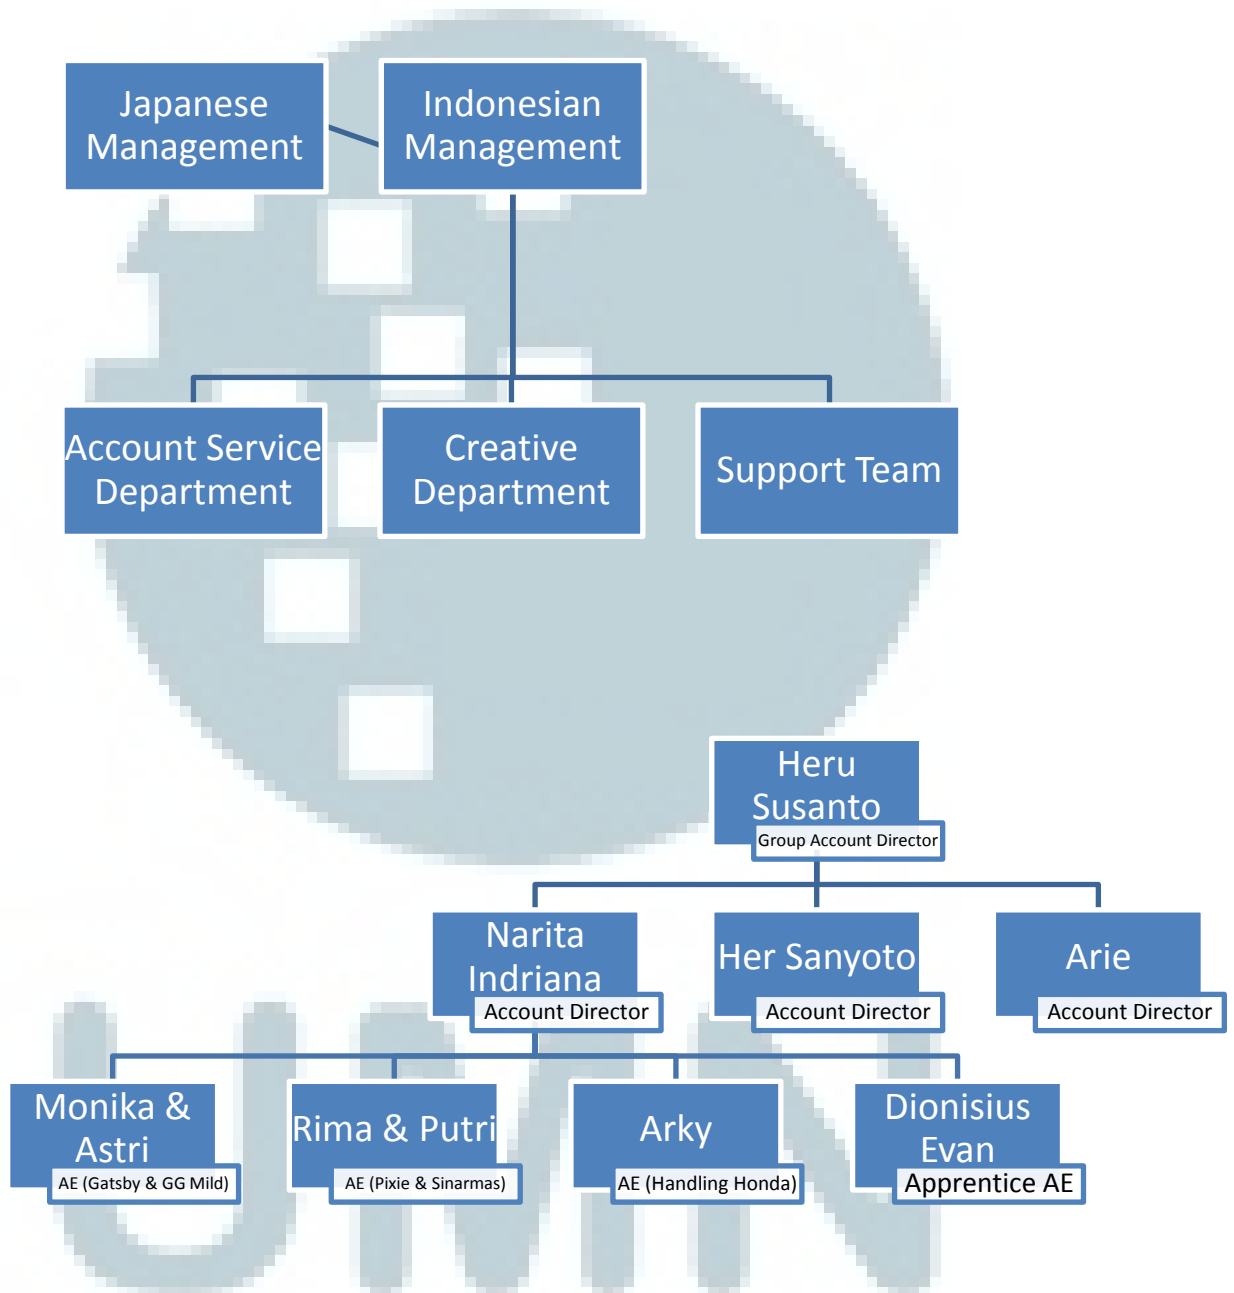 Japanese
Management
Indonesian
Management
Account Service
Department
Creative
Department
Support Team
Heru
Susanto
Group Account Director
Narita
Indriana
Account Director
Her Sanyoto
Account Director
Arie
Account Director
Monika &
Astri
AE (Gatsby & GG Mild)
Rima & Putri
AE (Pixie & Sinarmas)
Arky
AE (Handling Honda)
Dionisius
Evan
Apprentice AE
UMN